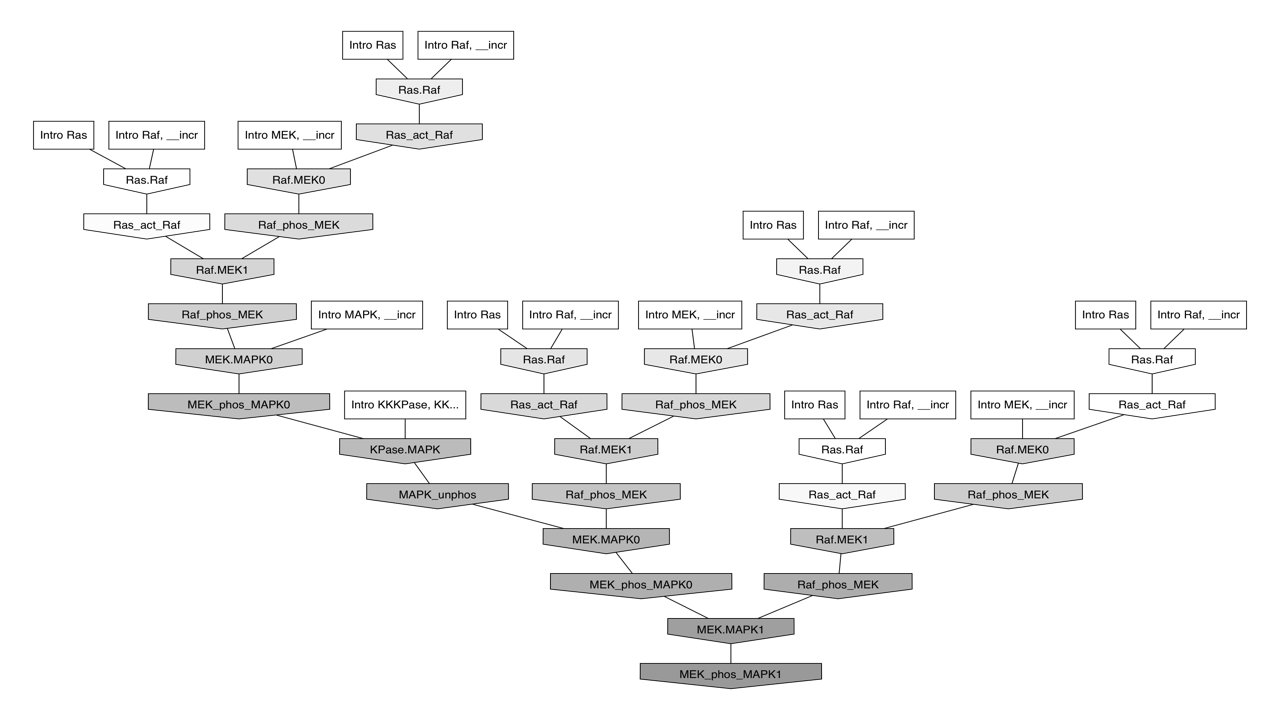 Intro Ras
Intro Raf, __incr
Ras.Raf
Intro Ras
Intro Raf, __incr
Intro MEK, __incr
Ras_act_Raf
Ras.Raf
Raf.MEK0
Ras_act_Raf
Raf_phos_MEK
Intro Ras
Intro Raf, __incr
Raf.MEK1
Ras.Raf
Raf_phos_MEK
Intro MAPK, __incr
Intro Ras
Intro Raf, __incr
Intro MEK, __incr
Ras_act_Raf
Intro Ras
Intro Raf, __incr
MEK.MAPK0
Ras.Raf
Raf.MEK0
Ras.Raf
MEK_phos_MAPK0
Intro KKKPase, KK...
Ras_act_Raf
Raf_phos_MEK
Intro Ras
Intro Raf, __incr
Intro MEK, __incr
Ras_act_Raf
KPase.MAPK
Raf.MEK1
Ras.Raf
Raf.MEK0
MAPK_unphos
Raf_phos_MEK
Ras_act_Raf
Raf_phos_MEK
MEK.MAPK0
Raf.MEK1
MEK_phos_MAPK0
Raf_phos_MEK
MEK.MAPK1
MEK_phos_MAPK1